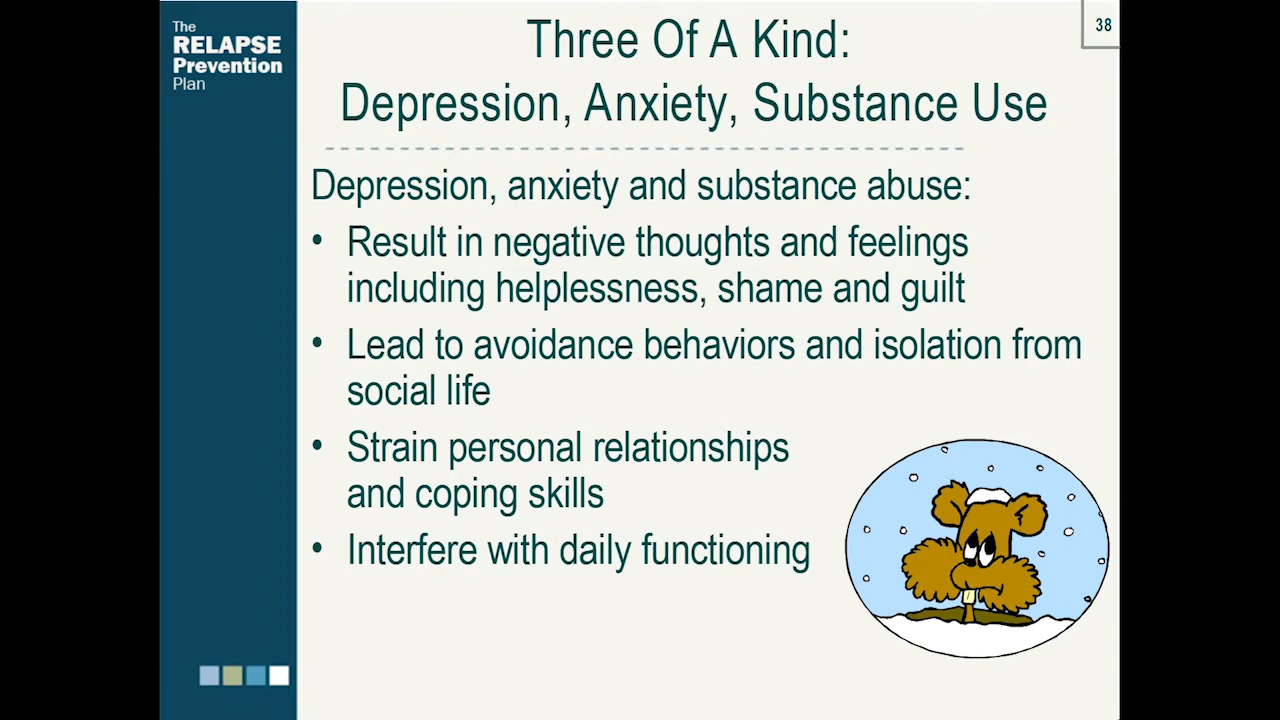 The
RELAPSE
Prevention
Plan
38
Three Of A Kind:
Depression, Anxiety, Substance Use
Depression, anxiety and substance abuse:
• Result in negative thoughts and feelings
including helplessness, shame and guilt
• Lead to avoidance behaviors and isolation from
social life
• Strain personal relationships
and coping skills
• Interfere with daily functioning